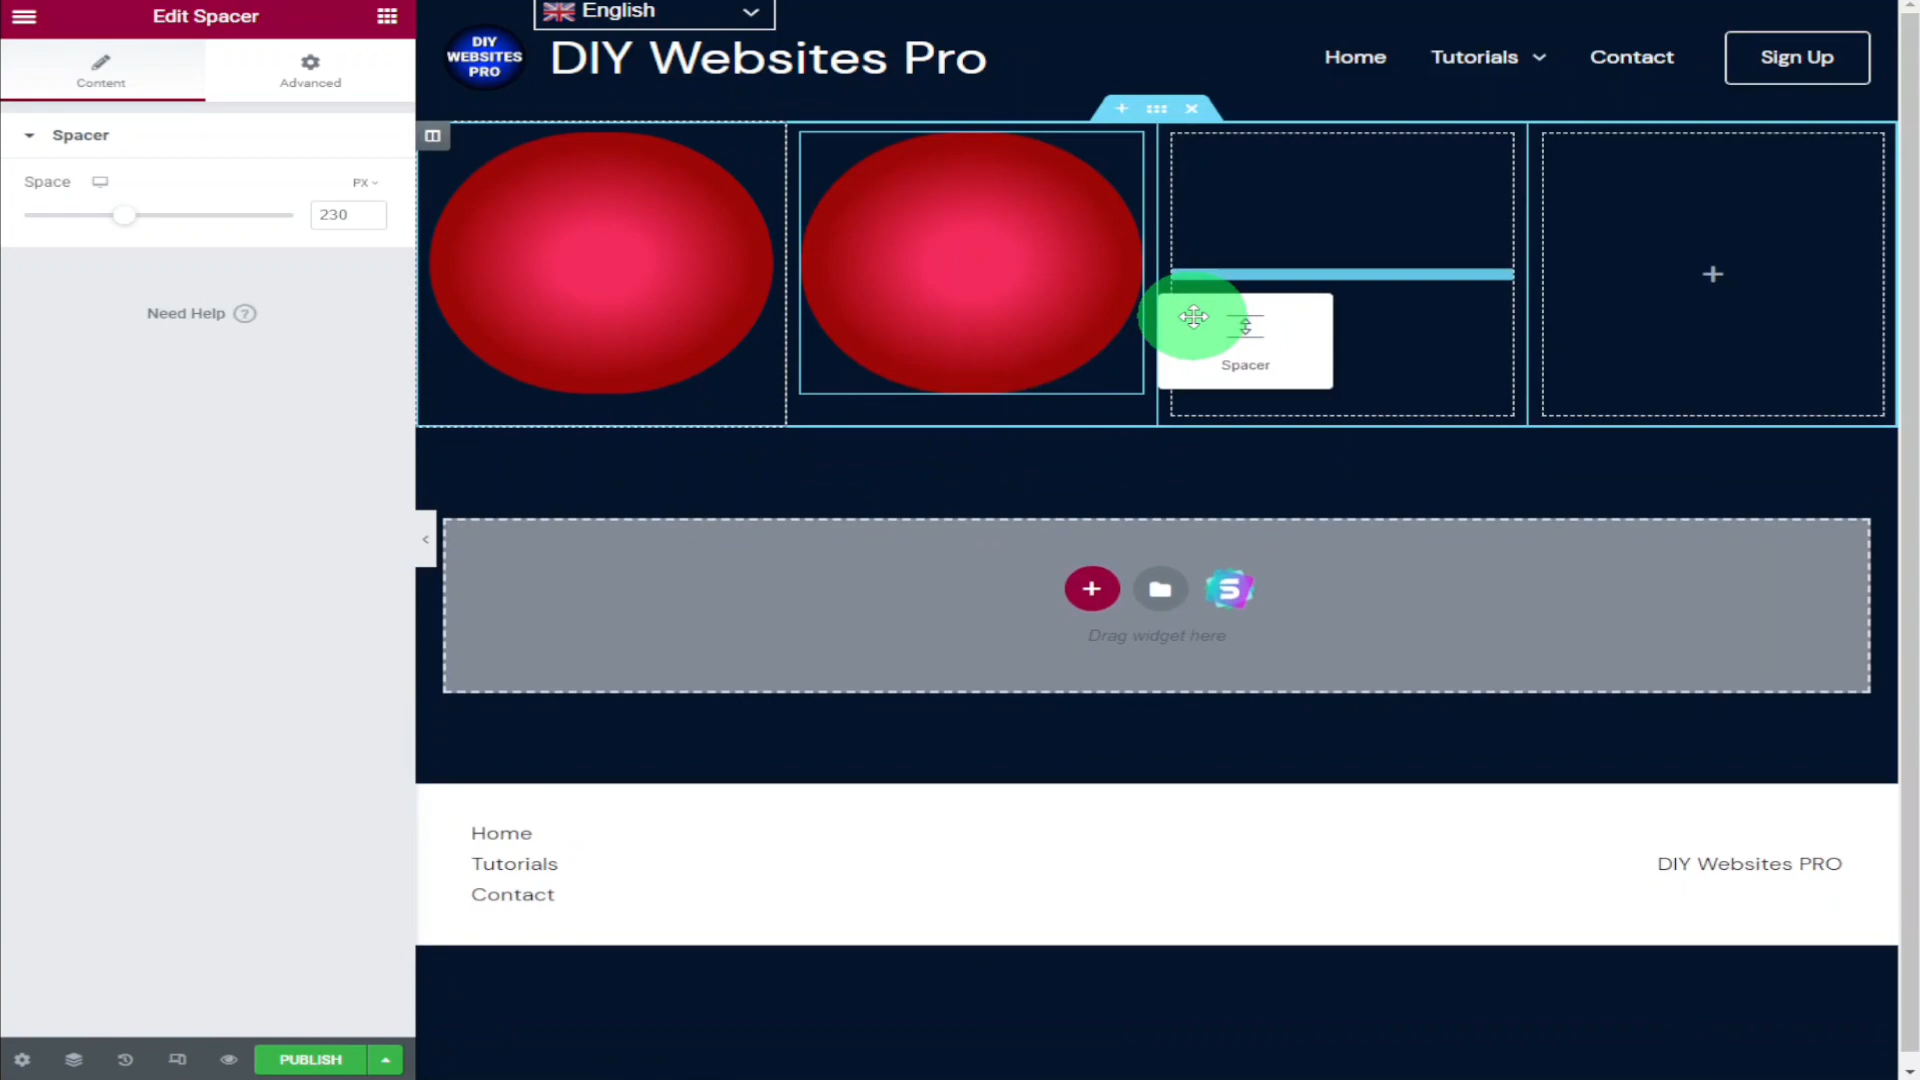 Edit Spacer
Content
Advanced
Spacer
Space
PX
230
Need Help ?
PUBLISH
English
DIY
WEBSITES
PRO
DIY Websites Pro
Home
Tutorials
Contact
Sign Up
Spacer
S
Drag widget here
Home
Tutorials
Contact
DIY Websites PRO